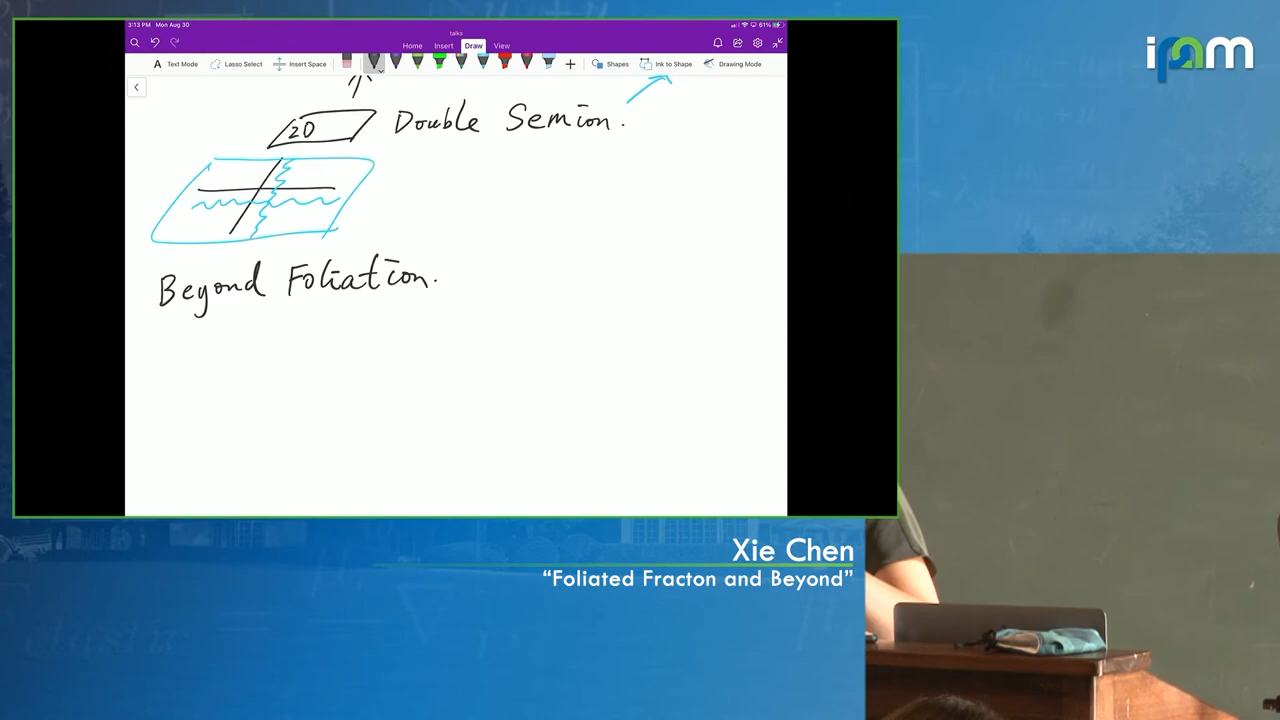 3:13 PM Mon Aug 30
61%
talks
Home Insert Draw View
Text Mode Lasso Select Insert Space Shapes Ink to Shape Drawing Mode
2D Double Semion.
Beyond Foliation.
ipam
Xie Chen
“Foliated Fracton and Beyond”